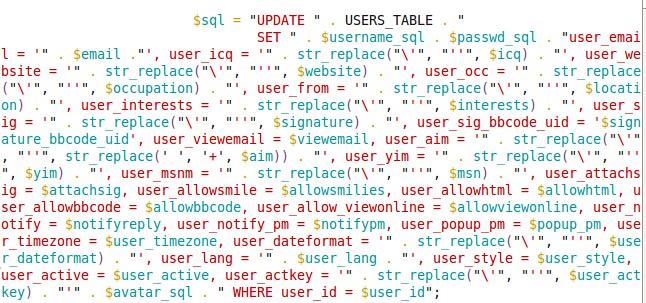 $sql = "UPDATE " . USERS_TABLE . "
SET " . $username_sql . $passwd_sql . "user_emai
l = '" . $email ."', user_icq = '" . str_replace("\'", "''", $icq) . "', user_we
bsite = '" . str_replace("\'", "''", $website) . "', user_occ = '" . str_replace
("\'", "''", $occupation) . "', user_from = '" . str_replace("\'", "''", $locati
on) . "', user_interests = '" . str_replace("\'", "''", $interests) . "', user_s
ig = '" . str_replace("\'", "''", $signature) . "', user_sig_bbcode_uid = '$sign
ature_bbcode_uid', user_viewemail = $viewemail, user_aim = '" . str_replace("\'"
, "''", str_replace(' ', '+', $aim)) . "', user_yim = '" . str_replace("\'", "''
", $yim) . "', user_msnm = '" . str_replace("\'", "''", $msn) . "', user_attachs
ig = $attachsig, user_allowsmile = $allowsmilies, user_allowhtml = $allowhtml, u
ser_allowbbcode = $allowbbcode, user_allow_viewonline = $allowviewonline, user_n
otify = $notifyreply, user_notify_pm = $notifypm, user_popup_pm = $popup_pm, use
r_timezone = $user_timezone, user_dateformat = '" . str_replace("\'", "''", $use
r_dateformat) . "', user_lang = '" . $user_lang . "', user_style = $user_style,
user_active = $user_active, user_actkey = '" . str_replace("\'", "''", $user_act
key) . "'" . $avatar_sql . " WHERE user_id = $user_id";